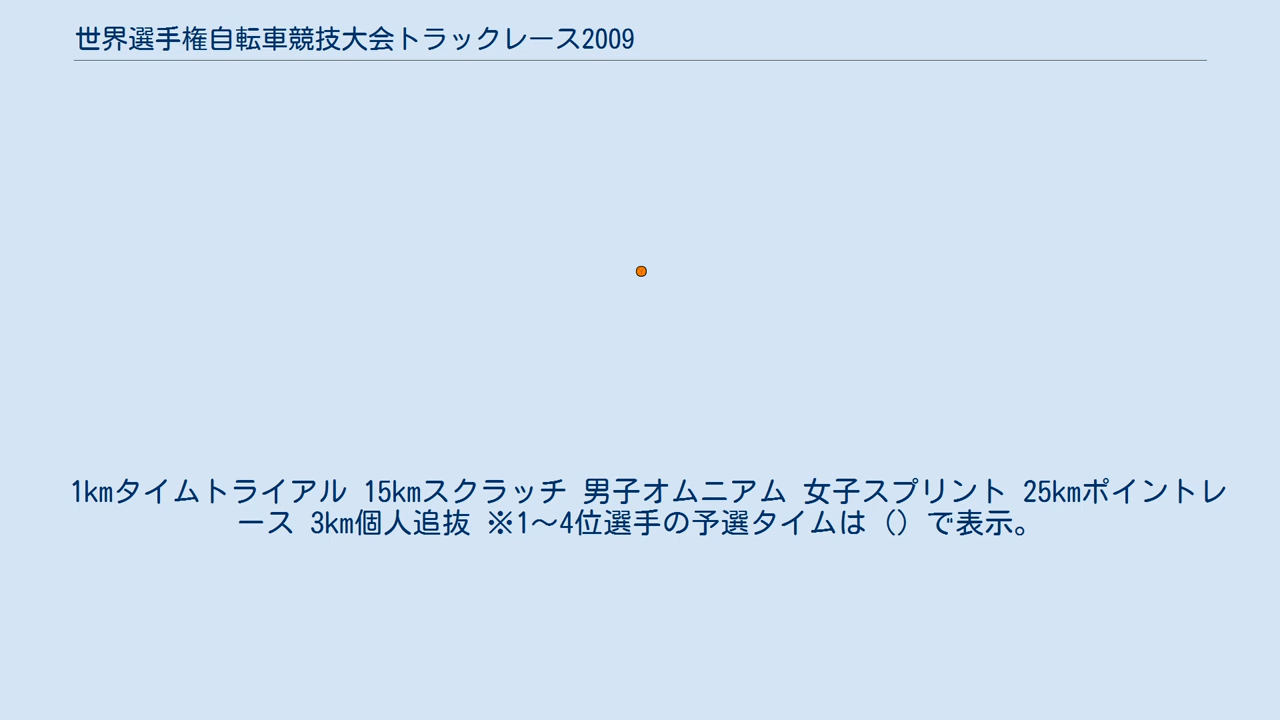 世界選手権自転車競技大会トラックレース2009
1kmタイムトライアル 15kmスクラッチ 男子オムニアム 女子スプリント 25kmポイントレ
ース 3km個人追抜 ※1〜4位選手の予選タイムは（）で表示。